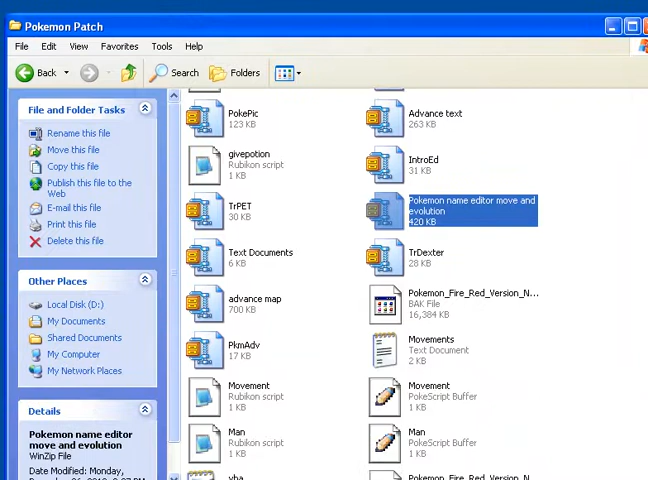 Pokemon Patch
File Edit View Favorites Tools Help
Back Search Folders
File and Folder Tasks
Rename this file
Move this file
Copy this file
Publish this file to the
Web
E-mail this file
Print this file
Delete this file
Other Places
Local Disk (D:)
My Documents
Shared Documents
My Computer
My Network Places
Details
Pokemon name editor
move and evolution
WinZip File
Date Modified: Monday,
PokePic
123 KB
Advance text
263 KB
givepotion
Rubikon script
1 KB
IntroEd
31 KB
TrPET
30 KB
Pokemon name editor move and
evolution
420 KB
Text Documents
6 KB
TrDexter
28 KB
advance map
700 KB
Pokemon_Fire_Red_Version_N...
BAK File
16,384 KB
PkmAdv
17 KB
Movements
Text Document
2 KB
Movement
Rubikon script
1 KB
Movement
PokeScript Buffer
1 KB
Man
Rubikon script
1 KB
Man
PokeScript Buffer
1 KB
vba
Pokemon_Fire_Red_Version_N...